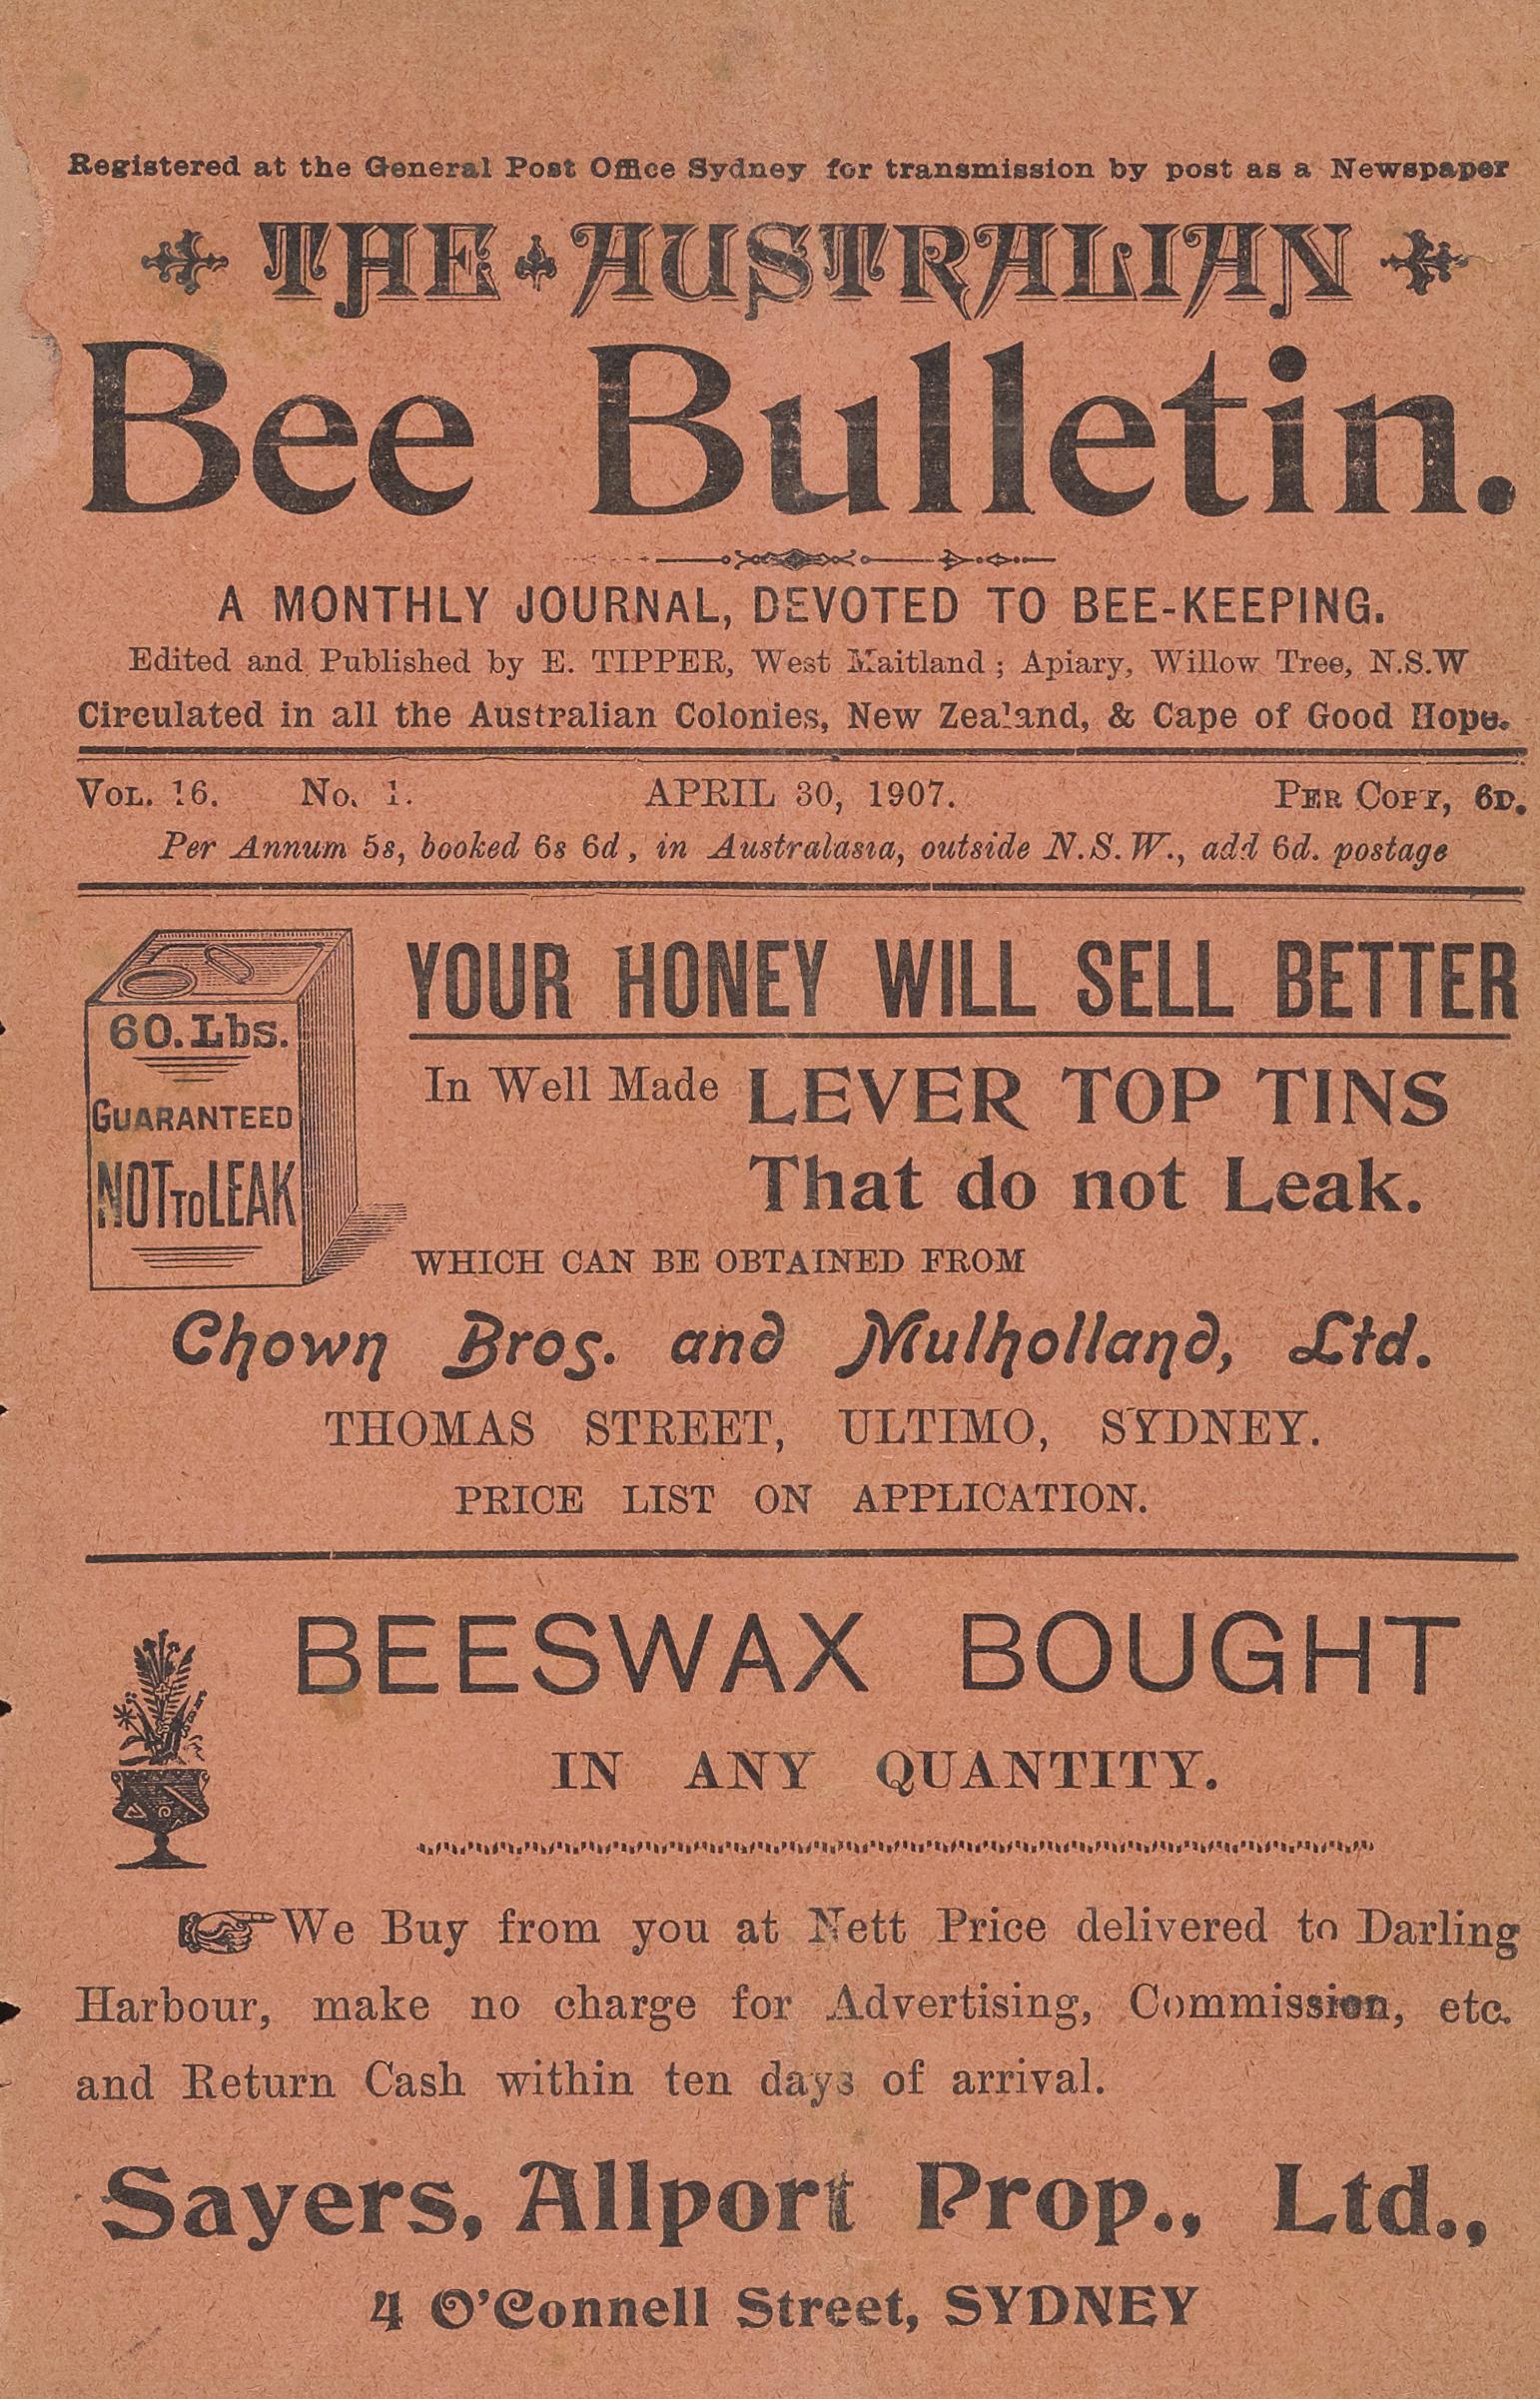 Registered at the General Post Office Sydney for transmission by post as a Newspaper
THE AUSTRALIAN
Bee Bulletin.
A MONTHLY JOURNAL, DEVOTED TO BEE-KEEPING.
Edited and Published by E. TIPPER, West Maitland ; Apiary, Willow Tree, N.S.W
Circulated in all the Australian Colonies, New Zealand, & Cape of Good Hope.
VOL. 16. No. 1. APRIL 30, 1907. PER COPY, 6D.
Per Annum 5s, booked 6s 6d, in Australasia, outside N.S.W., add 6d. postage
60. Lbs.
GUARANTEED
NOT TO LEAK
YOUR HONEY WILL SELL BETTER
In Well Made LEVER TOP TINS
That do not Leak.
WHICH CAN BE OBTAINED FROM
Chown Bros. and Mulholland, Ltd.
THOMAS STREET, ULTIMO, SYDNEY.
PRICE LIST ON APPLICATION.
BEESWAX BOUGHT
IN ANY QUANTITY.
We Buy from you at Nett Price delivered to Darling
Harbour, make no charge for Advertising, Commission, etc.
and Return Cash within ten days of arrival.
Sayers, Allport Prop., Ltd.,
4 O'Connell Street, SYDNEY